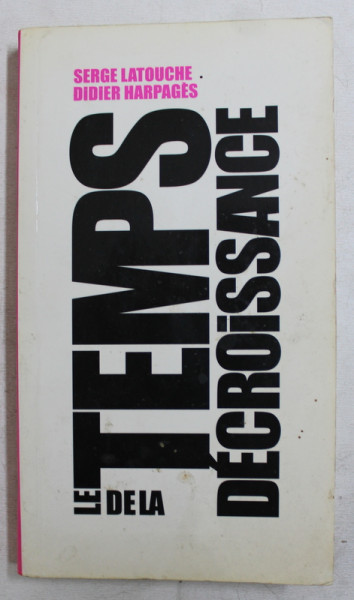 SERGE LATOUCHE
DIDIER HARPAGÈS
LE TEMPS
DE LA
DÉCROiSSANCE